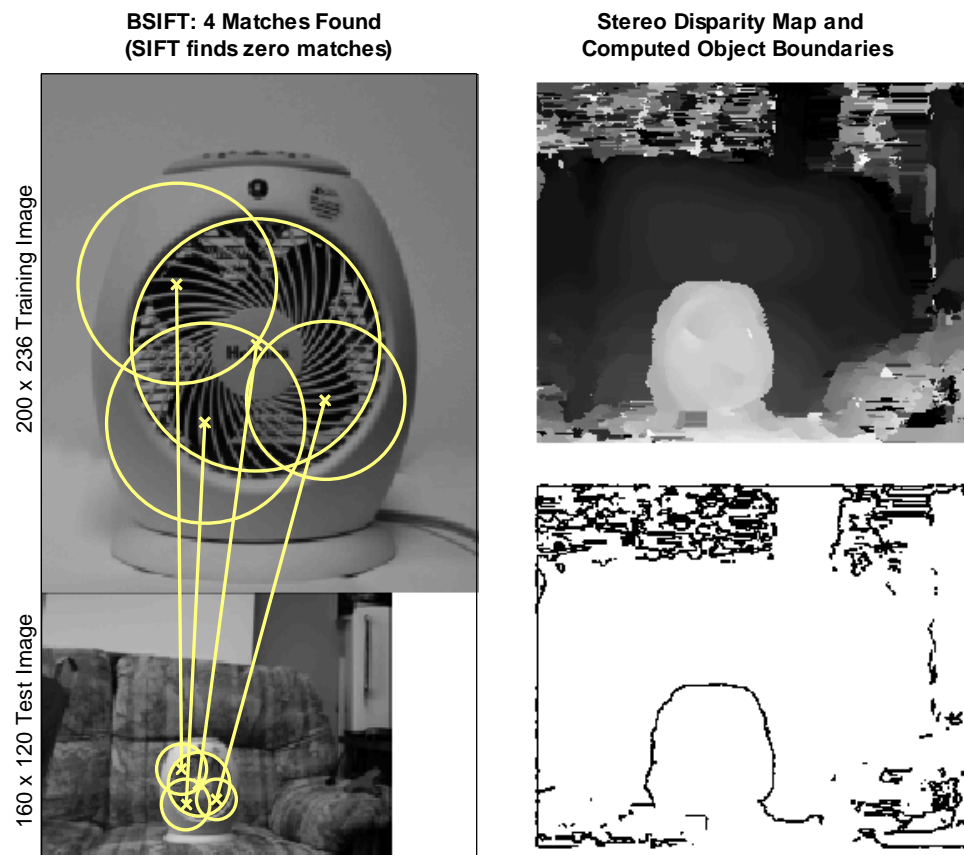 BSIFT: 4 Matches Found
(SIFT finds zero matches)
Stereo Disparity Map and
Computed Object Boundaries
200 x 236 Training Image
160 x 120 Test Image